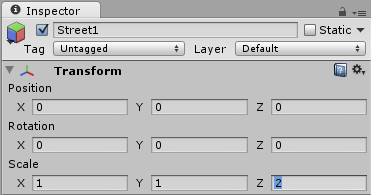 Inspector
Street1 Static
Tag Untagged Layer Default
Transform
Position
X 0 Y 0 Z 0
Rotation
X 0 Y 0 Z 0
Scale
X 1 Y 1 Z 2